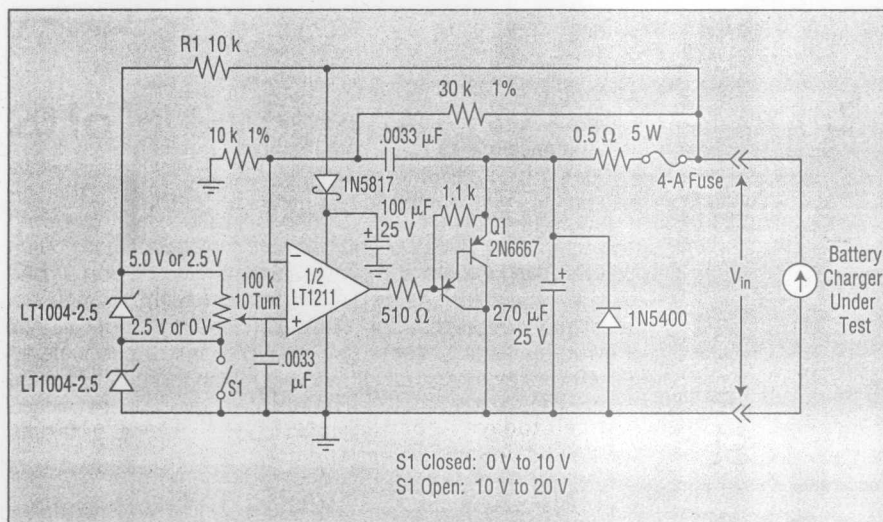 R1 10 k
30 k 1%
10 k 1%
.0033 µF
0.5 Ω 5 W
4-A Fuse
1N5817
1.1 k
+
100 µF
25 V
Q1
2N6667
5.0 V or 2.5 V
100 k
10 Turn
−
1/2
LT1211
+
510 Ω
+
270 µF
25 V
1N5400
Vin
Battery
Charger
Under
Test
LT1004-2.5
2.5 V or 0 V
LT1004-2.5
S1
.0033
µF
S1 Closed: 0 V to 10 V
S1 Open: 10 V to 20 V